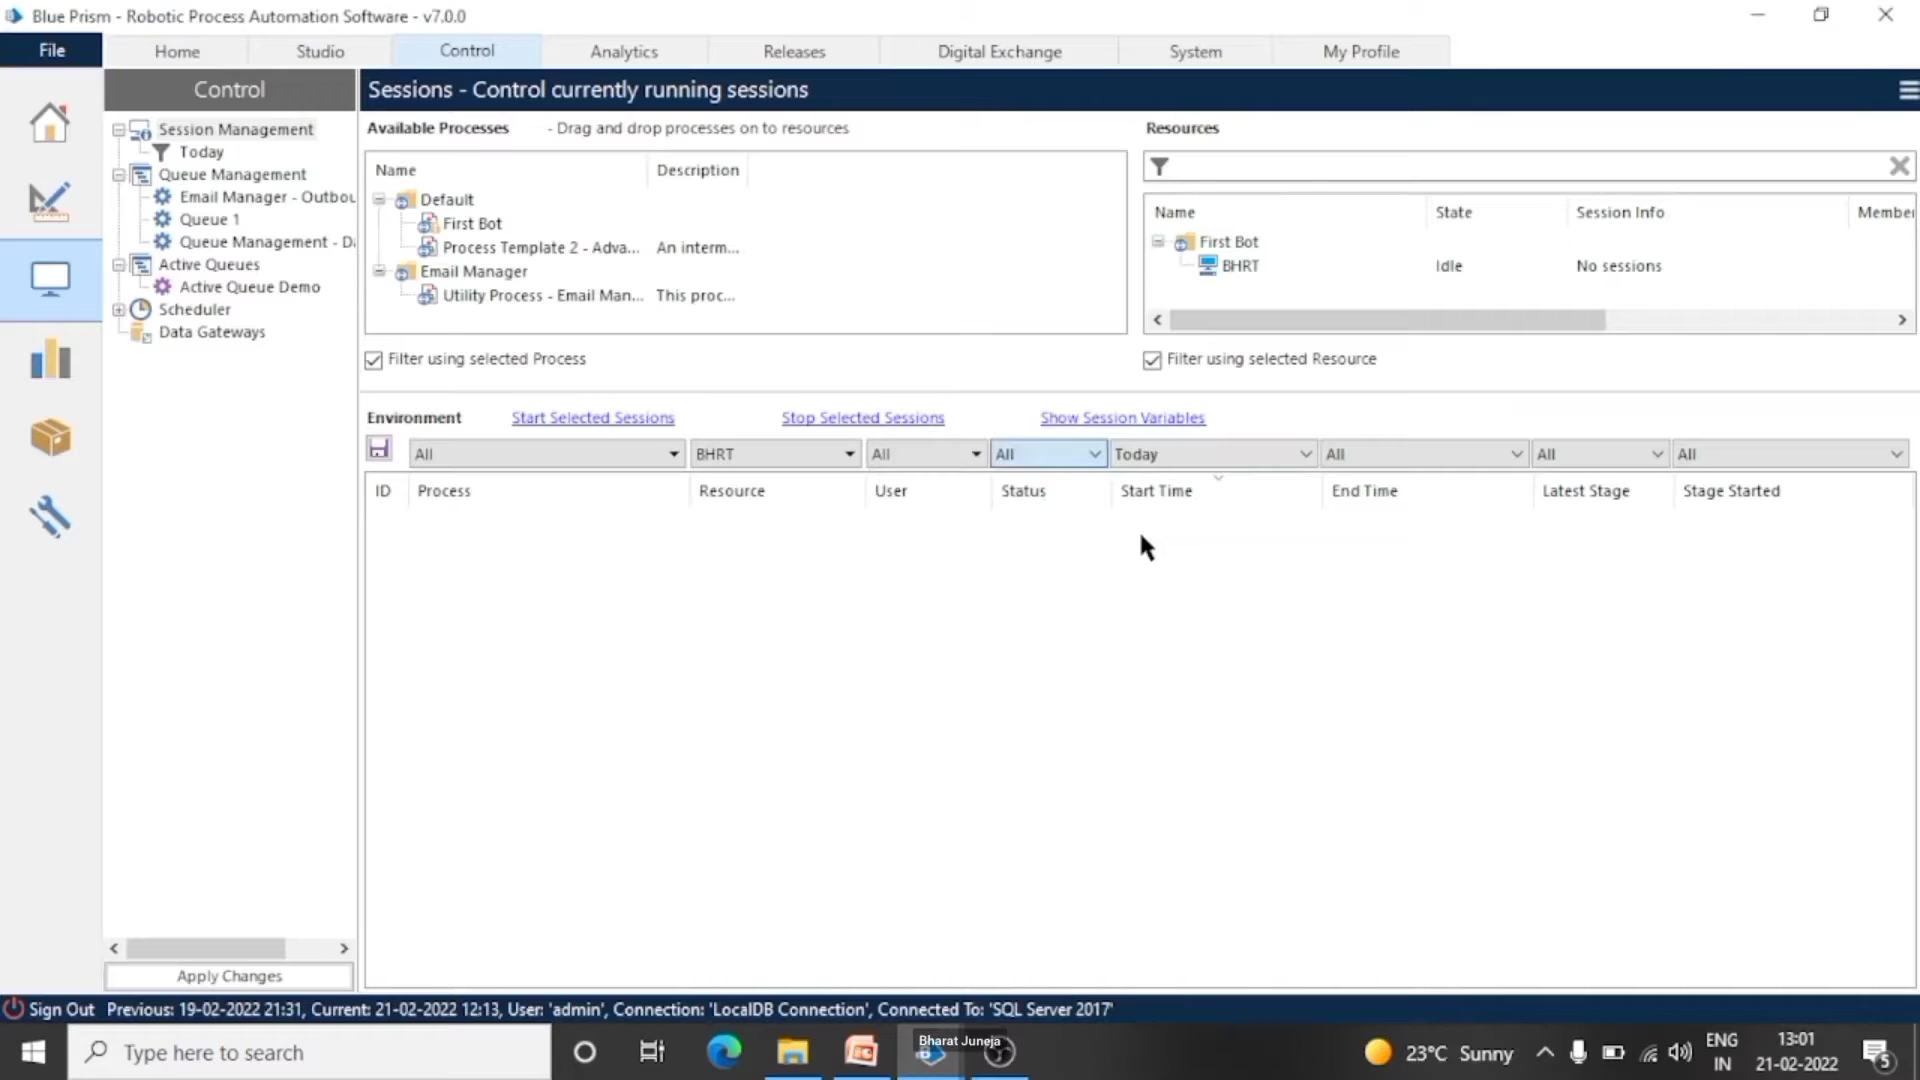 Blue Prism - Robotic Process Automation Software - v7.0.0
File Home Studio Control Analytics Releases Digital Exchange System My Profile
Control
Session Management
Today
Queue Management
Email Manager - Outbou
Queue 1
Queue Management - Da
Active Queues
Active Queue Demo
Scheduler
Data Gateways
Apply Changes
Sessions - Control currently running sessions
Available Processes - Drag and drop processes on to resources
Name Description
Default
First Bot
Process Template 2 - Adva... An interm...
Email Manager
Utility Process - Email Man... This proc...
Filter using selected Process
Resources
Name State Session Info Member
First Bot
BHRT Idle No sessions
Filter using selected Resource
Environment Start Selected Sessions Stop Selected Sessions Show Session Variables
All BHRT All All Today All All All
ID Process Resource User Status Start Time End Time Latest Stage Stage Started
Sign Out Previous: 19-02-2022 21:31, Current: 21-02-2022 12:13, User: 'admin', Connection: 'LocalDB Connection', Connected To: 'SQL Server 2017'
Type here to search
Bharat Juneja
23°C Sunny
ENG
IN
13:01
21-02-2022
5